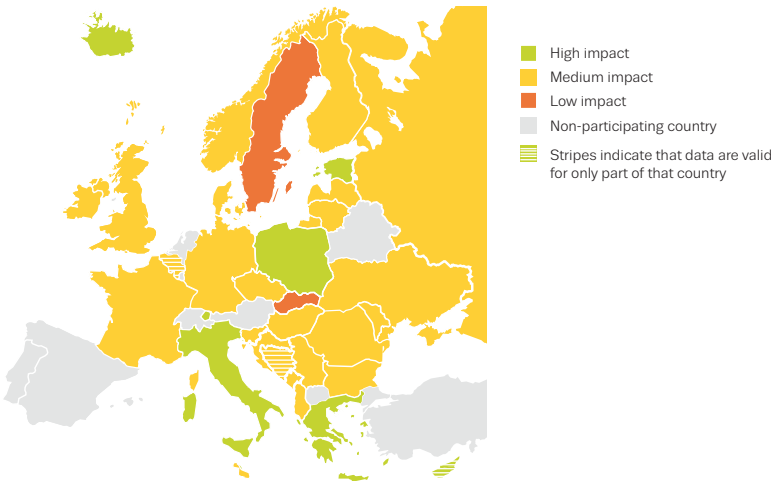 High impact
Medium impact
Low impact
Non-participating country
Stripes indicate that data are valid
for only part of that country